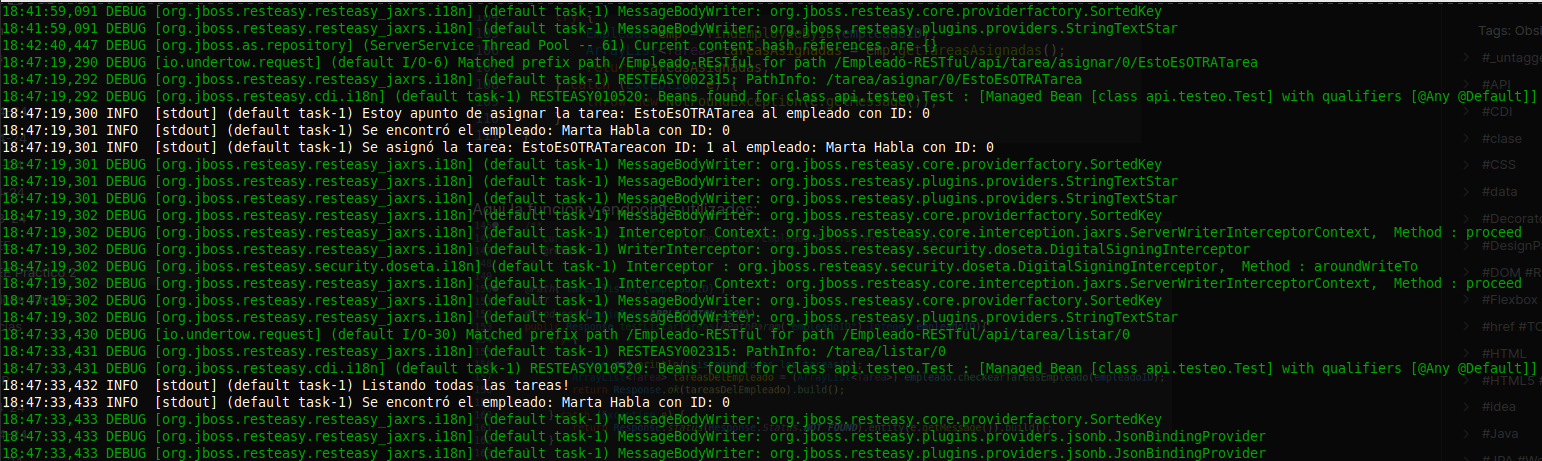 18:41:59,091 DEBUG [org.jboss.resteasy.resteasy_jaxrs.i18n] (default task-1) MessageBodyWriter: org.jboss.resteasy.core.providerfactory.SortedKey
18:41:59,091 DEBUG [org.jboss.resteasy.resteasy_jaxrs.i18n] (default task-1) MessageBodyWriter: org.jboss.resteasy.plugins.providers.StringTextStar
18:42:40,447 DEBUG [org.jboss.as.repository] (ServerService Thread Pool -- 61) Current content hash references are {}
18:47:19,290 DEBUG [io.undertow.request] (default I/O-6) Matched prefix path /Empleado-RESTful for path /Empleado-RESTful/api/tarea/asignar/0/EstoEsOTRATarea
18:47:19,292 DEBUG [org.jboss.resteasy.resteasy_jaxrs.i18n] (default task-1) RESTEASY002315: PathInfo: /tarea/asignar/0/EstoEsOTRATarea
18:47:19,292 DEBUG [org.jboss.resteasy.cdi.i18n] (default task-1) RESTEASY010520: Beans found for class api.testeo.Test : [Managed Bean [class api.testeo.Test] with qualifiers [@Any @Default]]
18:47:19,300 INFO  [stdout] (default task-1) Estoy apunto de asignar la tarea: EstoEsOTRATarea al empleado con ID: 0
18:47:19,301 INFO  [stdout] (default task-1) Se encontró el empleado: Marta Habla con ID: 0
18:47:19,301 INFO  [stdout] (default task-1) Se asignó la tarea: EstoEsOTRATareacon ID: 1 al empleado: Marta Habla con ID: 0
18:47:19,301 DEBUG [org.jboss.resteasy.resteasy_jaxrs.i18n] (default task-1) MessageBodyWriter: org.jboss.resteasy.core.providerfactory.SortedKey
18:47:19,301 DEBUG [org.jboss.resteasy.resteasy_jaxrs.i18n] (default task-1) MessageBodyWriter: org.jboss.resteasy.plugins.providers.StringTextStar
18:47:19,301 DEBUG [org.jboss.resteasy.resteasy_jaxrs.i18n] (default task-1) MessageBodyWriter: org.jboss.resteasy.plugins.providers.StringTextStar
18:47:19,302 DEBUG [org.jboss.resteasy.resteasy_jaxrs.i18n] (default task-1) MessageBodyWriter: org.jboss.resteasy.core.providerfactory.SortedKey
18:47:19,302 DEBUG [org.jboss.resteasy.resteasy_jaxrs.i18n] (default task-1) Interceptor Context: org.jboss.resteasy.core.interception.jaxrs.ServerWriterInterceptorContext,  Method : proceed
18:47:19,302 DEBUG [org.jboss.resteasy.resteasy_jaxrs.i18n] (default task-1) WriterInterceptor: org.jboss.resteasy.security.doseta.DigitalSigningInterceptor
18:47:19,302 DEBUG [org.jboss.resteasy.security.doseta.i18n] (default task-1) Interceptor : org.jboss.resteasy.security.doseta.DigitalSigningInterceptor,  Method : aroundWriteTo
18:47:19,302 DEBUG [org.jboss.resteasy.resteasy_jaxrs.i18n] (default task-1) Interceptor Context: org.jboss.resteasy.core.interception.jaxrs.ServerWriterInterceptorContext,  Method : proceed
18:47:19,302 DEBUG [org.jboss.resteasy.resteasy_jaxrs.i18n] (default task-1) MessageBodyWriter: org.jboss.resteasy.core.providerfactory.SortedKey
18:47:19,302 DEBUG [org.jboss.resteasy.resteasy_jaxrs.i18n] (default task-1) MessageBodyWriter: org.jboss.resteasy.plugins.providers.StringTextStar
18:47:33,430 DEBUG [io.undertow.request] (default I/O-30) Matched prefix path /Empleado-RESTful for path /Empleado-RESTful/api/tarea/listar/0
18:47:33,431 DEBUG [org.jboss.resteasy.resteasy_jaxrs.i18n] (default task-1) RESTEASY002315: PathInfo: /tarea/listar/0
18:47:33,431 DEBUG [org.jboss.resteasy.cdi.i18n] (default task-1) RESTEASY010520: Beans found for class api.testeo.Test : [Managed Bean [class api.testeo.Test] with qualifiers [@Any @Default]]
18:47:33,432 INFO  [stdout] (default task-1) Listando todas las tareas!
18:47:33,433 INFO  [stdout] (default task-1) Se encontró el empleado: Marta Habla con ID: 0
18:47:33,433 DEBUG [org.jboss.resteasy.resteasy_jaxrs.i18n] (default task-1) MessageBodyWriter: org.jboss.resteasy.core.providerfactory.SortedKey
18:47:33,433 DEBUG [org.jboss.resteasy.resteasy_jaxrs.i18n] (default task-1) MessageBodyWriter: org.jboss.resteasy.plugins.providers.jsonb.JsonBindingProvider
18:47:33,433 DEBUG [org.jboss.resteasy.resteasy_jaxrs.i18n] (default task-1) MessageBodyWriter: org.jboss.resteasy.plugins.providers.jsonb.JsonBindingProvider
Tags: Obsi
#_untagge
#API
#CDI
#clase
#CSS
#data
#Decorato
#DesignP
#DOM #R
#Flexbox
#href #TO
#HTML
#HTML5 #
#Idea
#Java